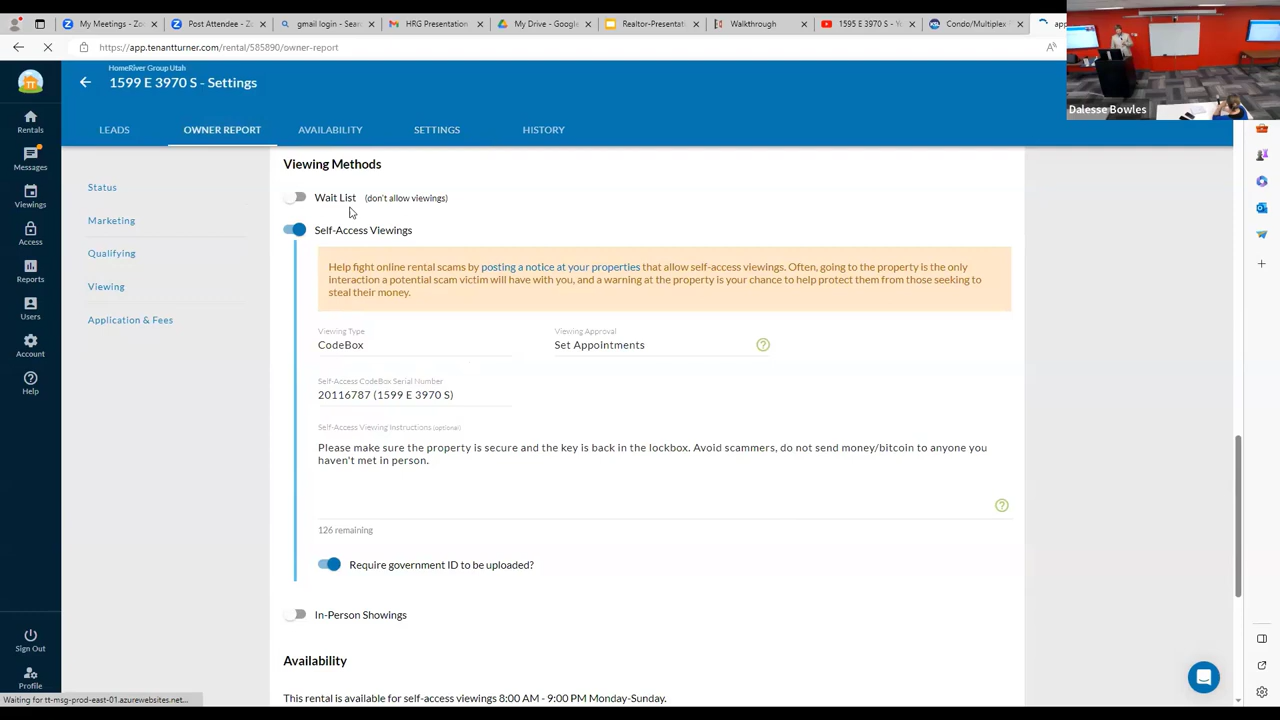 My Meetings - Zo
Post Attendee - Z
gmail login - Sear
HRG Presentation
My Drive - Google
Realtor-Presentat
Walkthrough
1595 E 3970 S - Yo
Condo/Multiplex F
app
https://app.tenantturner.com/rental/585890/owner-report
Dalesse Bowles
HomeRiver Group Utah
1599 E 3970 S - Settings
LEADS
OWNER REPORT
AVAILABILITY
SETTINGS
HISTORY
Rentals
Messages
Viewings
Access
Reports
Users
Account
Help
Sign Out
Profile
Status
Marketing
Qualifying
Viewing
Application & Fees
Viewing Methods
Wait List (don't allow viewings)
Self-Access Viewings
Help fight online rental scams by posting a notice at your properties that allow self-access viewings. Often, going to the property is the only
interaction a potential scam victim will have with you, and a warning at the property is your chance to help protect them from those seeking to
steal their money.
Viewing Type
CodeBox
Viewing Approval
Set Appointments
Self-Access CodeBox Serial Number
20116787 (1599 E 3970 S)
Self-Access Viewing Instructions (optional)
Please make sure the property is secure and the key is back in the lockbox. Avoid scammers, do not send money/bitcoin to anyone you
haven't met in person.
126 remaining
Require government ID to be uploaded?
In-Person Showings
Availability
This rental is available for self-access viewings 8:00 AM - 9:00 PM Monday-Sunday.
Waiting for tt-msg-prod-east-01.azurewebsites.net...